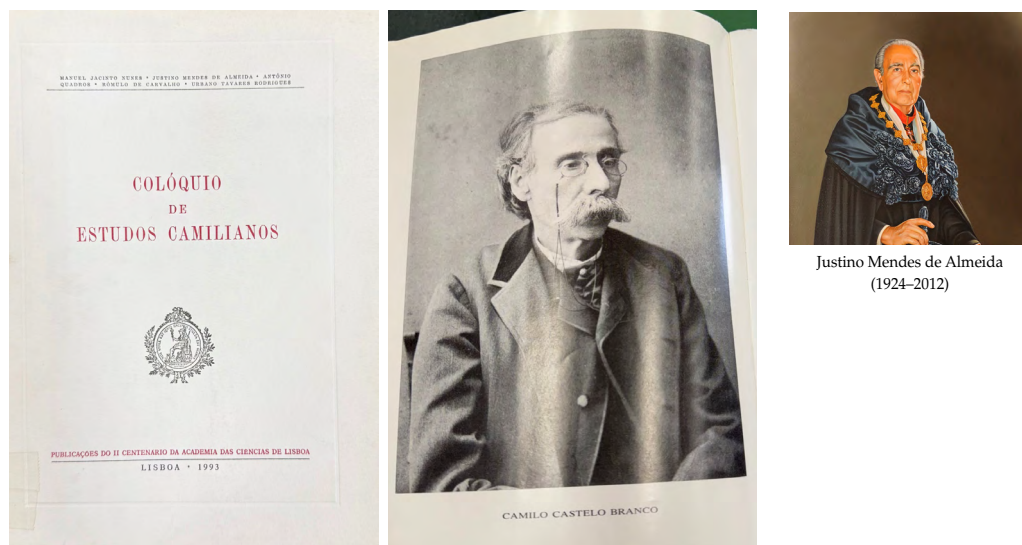 MANUEL JACINTO NUNES • JUSTINO MENDES DE ALMEIDA • ANTÓNIO
QUADROS • RÓMULO DE CARVALHO • URBANO TAVARES RODRIGUES
COLÓQUIO
DE
ESTUDOS CAMILIANOS
PUBLICAÇÕES DO II CENTENARIO DA ACADEMIA DAS CIENCIAS DE LISBOA
LISBOA • 1993
CAMILO CASTELO BRANCO
Justino Mendes de Almeida
(1924–2012)